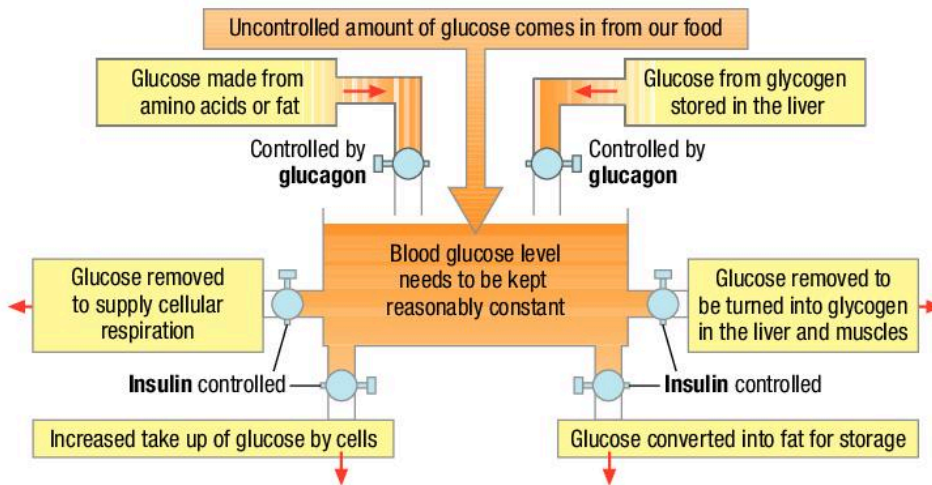 Uncontrolled amount of glucose comes in from our food
Glucose made from
amino acids or fat
Glucose from glycogen
stored in the liver
Controlled by
glucagon
Controlled by
glucagon
Blood glucose level
needs to be kept
reasonably constant
Glucose removed
to supply cellular
respiration
Glucose removed to
be turned into glycogen
in the liver and muscles
Insulin controlled
Insulin controlled
Increased take up of glucose by cells
Glucose converted into fat for storage